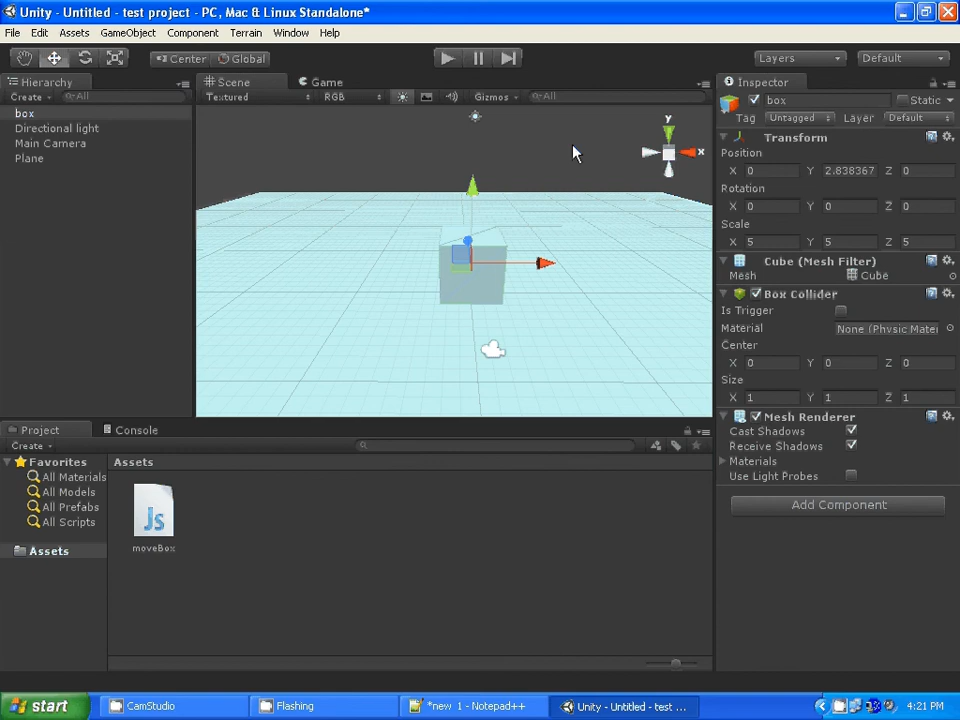 Unity - Untitled - test project - PC, Mac & Linux Standalone*
File Edit Assets GameObject Component Terrain Window Help
Center Global Layers Default
Hierarchy
Create All
box
Directional light
Main Camera
Plane
Scene Game
Textured RGB Gizmos All
y
x
Inspector
box Static
Tag Untagged Layer Default
Transform
Position
X 0 Y 2.838367 Z 0
Rotation
X 0 Y 0 Z 0
Scale
X 5 Y 5 Z 5
Cube (Mesh Filter)
Mesh Cube
Box Collider
Is Trigger
Material None (Physic Mater
Center
X 0 Y 0 Z 0
Size
X 1 Y 1 Z 1
Mesh Renderer
Cast Shadows
Receive Shadows
Materials
Use Light Probes
Add Component
Project Console
Create
Favorites
All Materials
All Models
All Prefabs
All Scripts
Assets
Assets
Js
moveBox
start CamStudio Flashing *new 1 - Notepad++ Unity - Untitled - test ... 4:21 PM